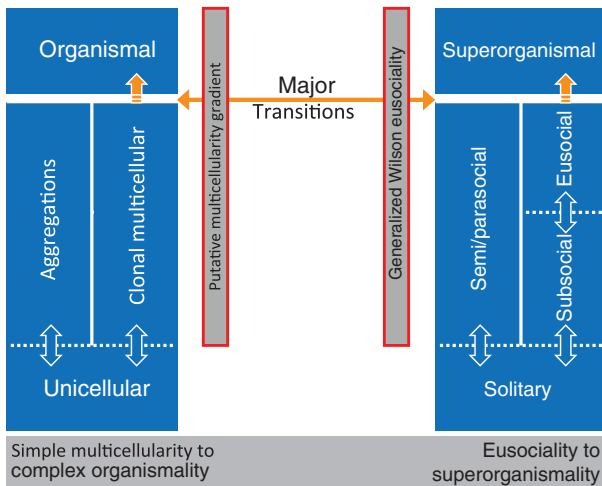 Organismal
Aggregations
Clonal multicellular
Unicellular
Putative multicellularity gradient
Major
Transitions
Generalized Wilson eusociality
Superorganismal
Semi/parasocial
Eusocial
Subsocial
Solitary
Simple multicellularity to
complex organismality
Eusociality to
superorganismality